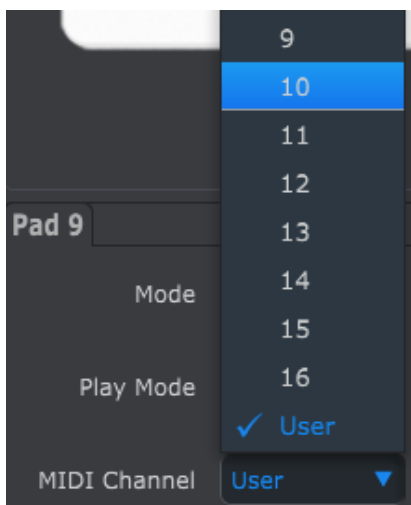 9
10
11
12
Pad 9
13
Mode
14
15
Play Mode
16
✓ User
MIDI Channel User ▼